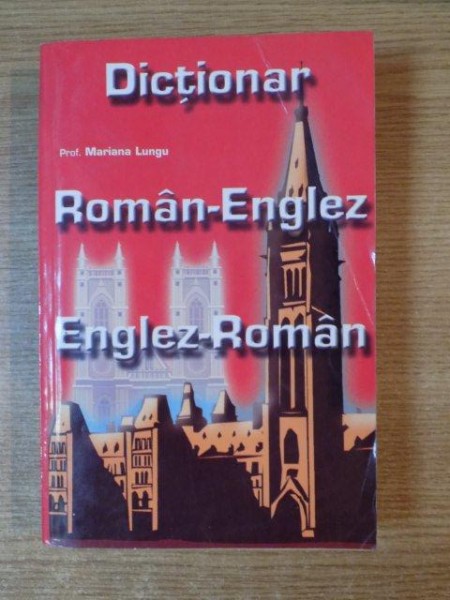 Dicționar
Prof. Mariana Lungu
Român-Englez
Englez-Român